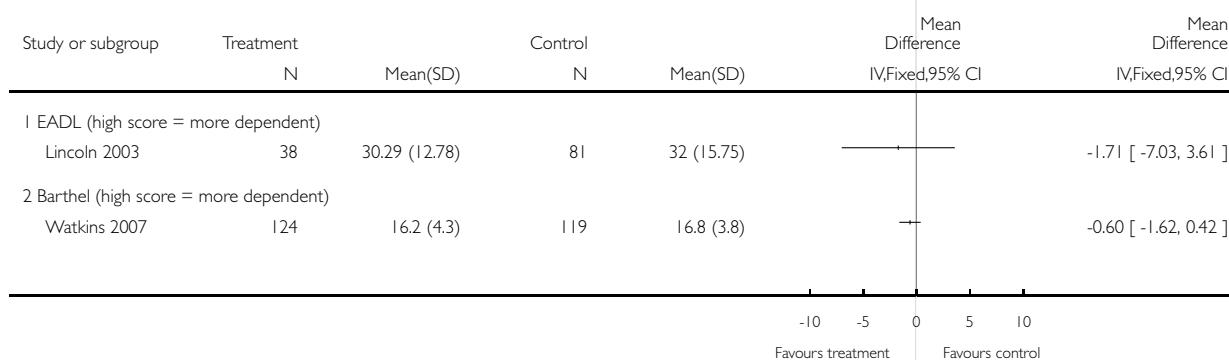 Study or subgroup Treatment Control Mean Difference Mean Difference
N Mean(SD) N Mean(SD) IV,Fixed,95% CI IV,Fixed,95% CI
1 EADL (high score = more dependent)
Lincoln 2003 38 30.29 (12.78) 81 32 (15.75) -1.71 [ -7.03, 3.61 ]
2 Barthel (high score = more dependent)
Watkins 2007 124 16.2 (4.3) 119 16.8 (3.8) -0.60 [ -1.62, 0.42 ]
-10 -5 0 5 10
Favours treatment Favours control